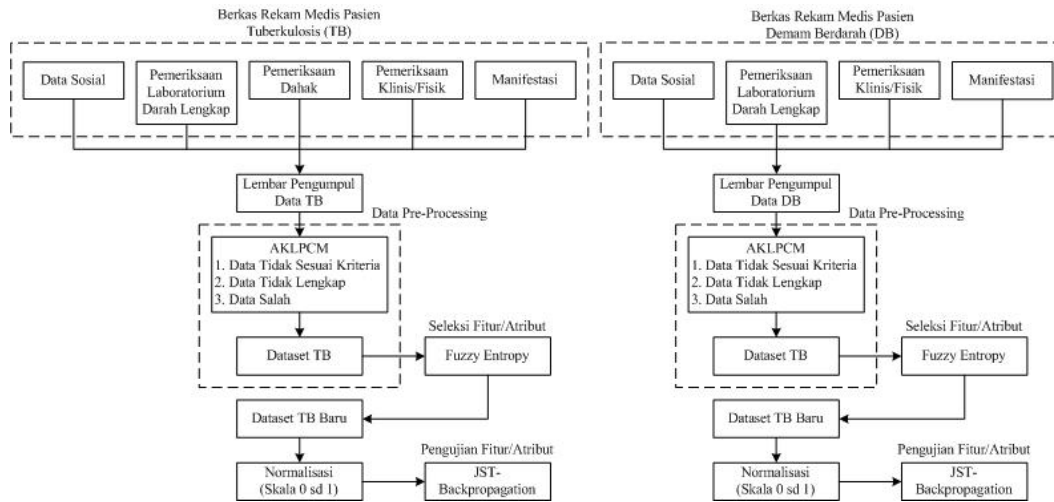 Berkas Rekam Medis Pasien
Tuberkulosis (TB)
Data Sosial
Pemeriksaan
Laboratorium
Darah Lengkap
Pemeriksaan
Dahak
Pemeriksaan
Klinis/Fisik
Manifestasi
Lembar Pengumpul
Data TB
Data Pre-Processing
AKLPCM
1. Data Tidak Sesuai Kriteria
2. Data Tidak Lengkap
3. Data Salah
Seleksi Fitur/Atribut
Dataset TB
Fuzzy Entropy
Dataset TB Baru
Pengujian Fitur/Atribut
Normalisasi
(Skala 0 sd 1)
JST-
Backpropagation
Berkas Rekam Medis Pasien
Demam Berdarah (DB)
Data Sosial
Pemeriksaan
Laboratorium
Darah Lengkap
Pemeriksaan
Klinis/Fisik
Manifestasi
Lembar Pengumpul
Data DB
Data Pre-Processing
AKLPCM
1. Data Tidak Sesuai Kriteria
2. Data Tidak Lengkap
3. Data Salah
Seleksi Fitur/Atribut
Dataset TB
Fuzzy Entropy
Dataset TB Baru
Pengujian Fitur/Atribut
Normalisasi
(Skala 0 sd 1)
JST-
Backpropagation